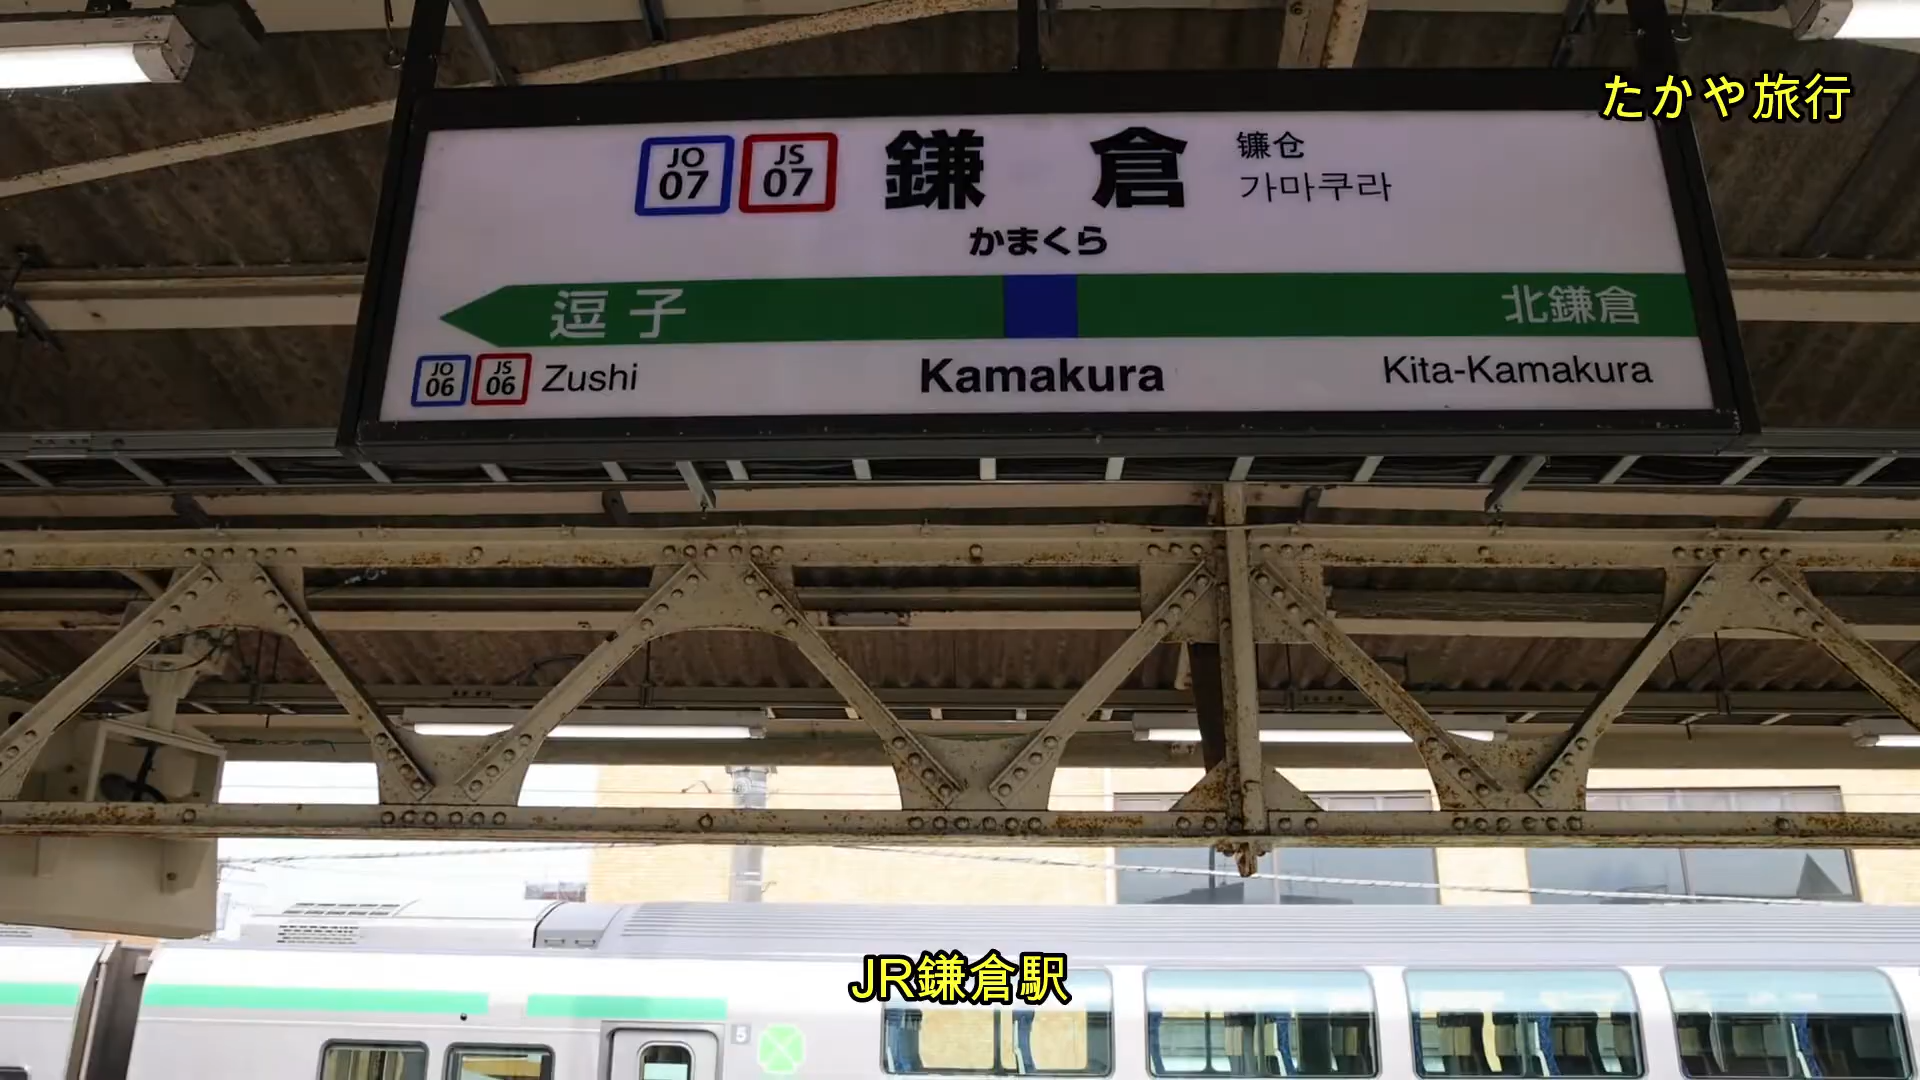 たかや旅行
JO 07
JS 07
鎌倉
镰仓
가마쿠라
かまくら
逗子
北鎌倉
JO 06
JS 06
Zushi
Kamakura
Kita-Kamakura
JR鎌倉駅
5